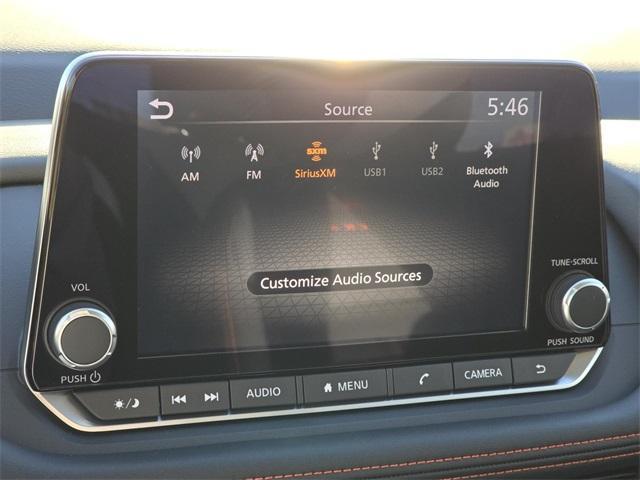 Source
5:46
AM
FM
sxm
SiriusXM
USB1
USB2
Bluetooth
Audio
Customize Audio Sources
VOL
PUSH
TUNE·SCROLL
PUSH SOUND
AUDIO
MENU
CAMERA